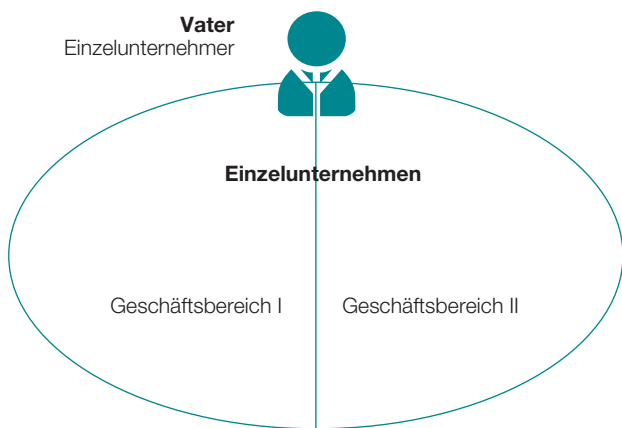 Vater
Einzelunternehmer
Einzelunternehmen
Geschäftsbereich I
Geschäftsbereich II